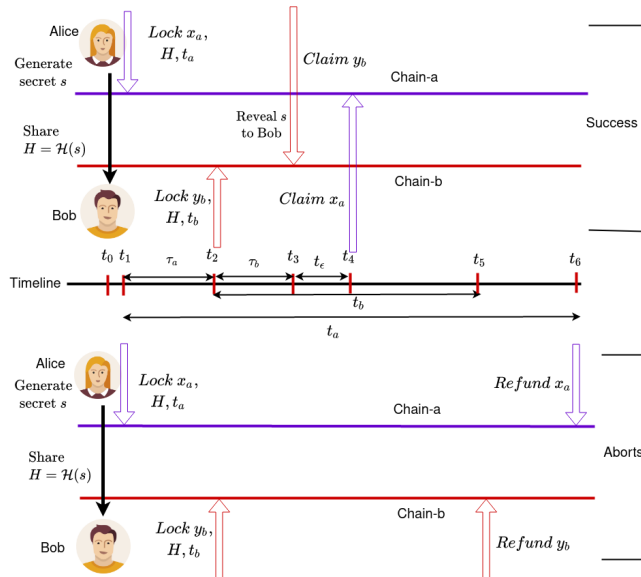 Alice
Generate
secret s
Lock x_a,
H, t_a
Claim y_b
Chain-a
Share
H = ℋ(s)
Reveal s
to Bob
Success
Chain-b
Bob
Lock y_b,
H, t_b
Claim x_a
t_0 t_1 t_2 t_3 t_4 t_5 t_6
τ_a τ_b t_ϵ
Timeline
t_b
t_a
Alice
Generate
secret s
Lock x_a,
H, t_a
Refund x_a
Chain-a
Share
H = ℋ(s)
Aborts
Chain-b
Bob
Lock y_b,
H, t_b
Refund y_b